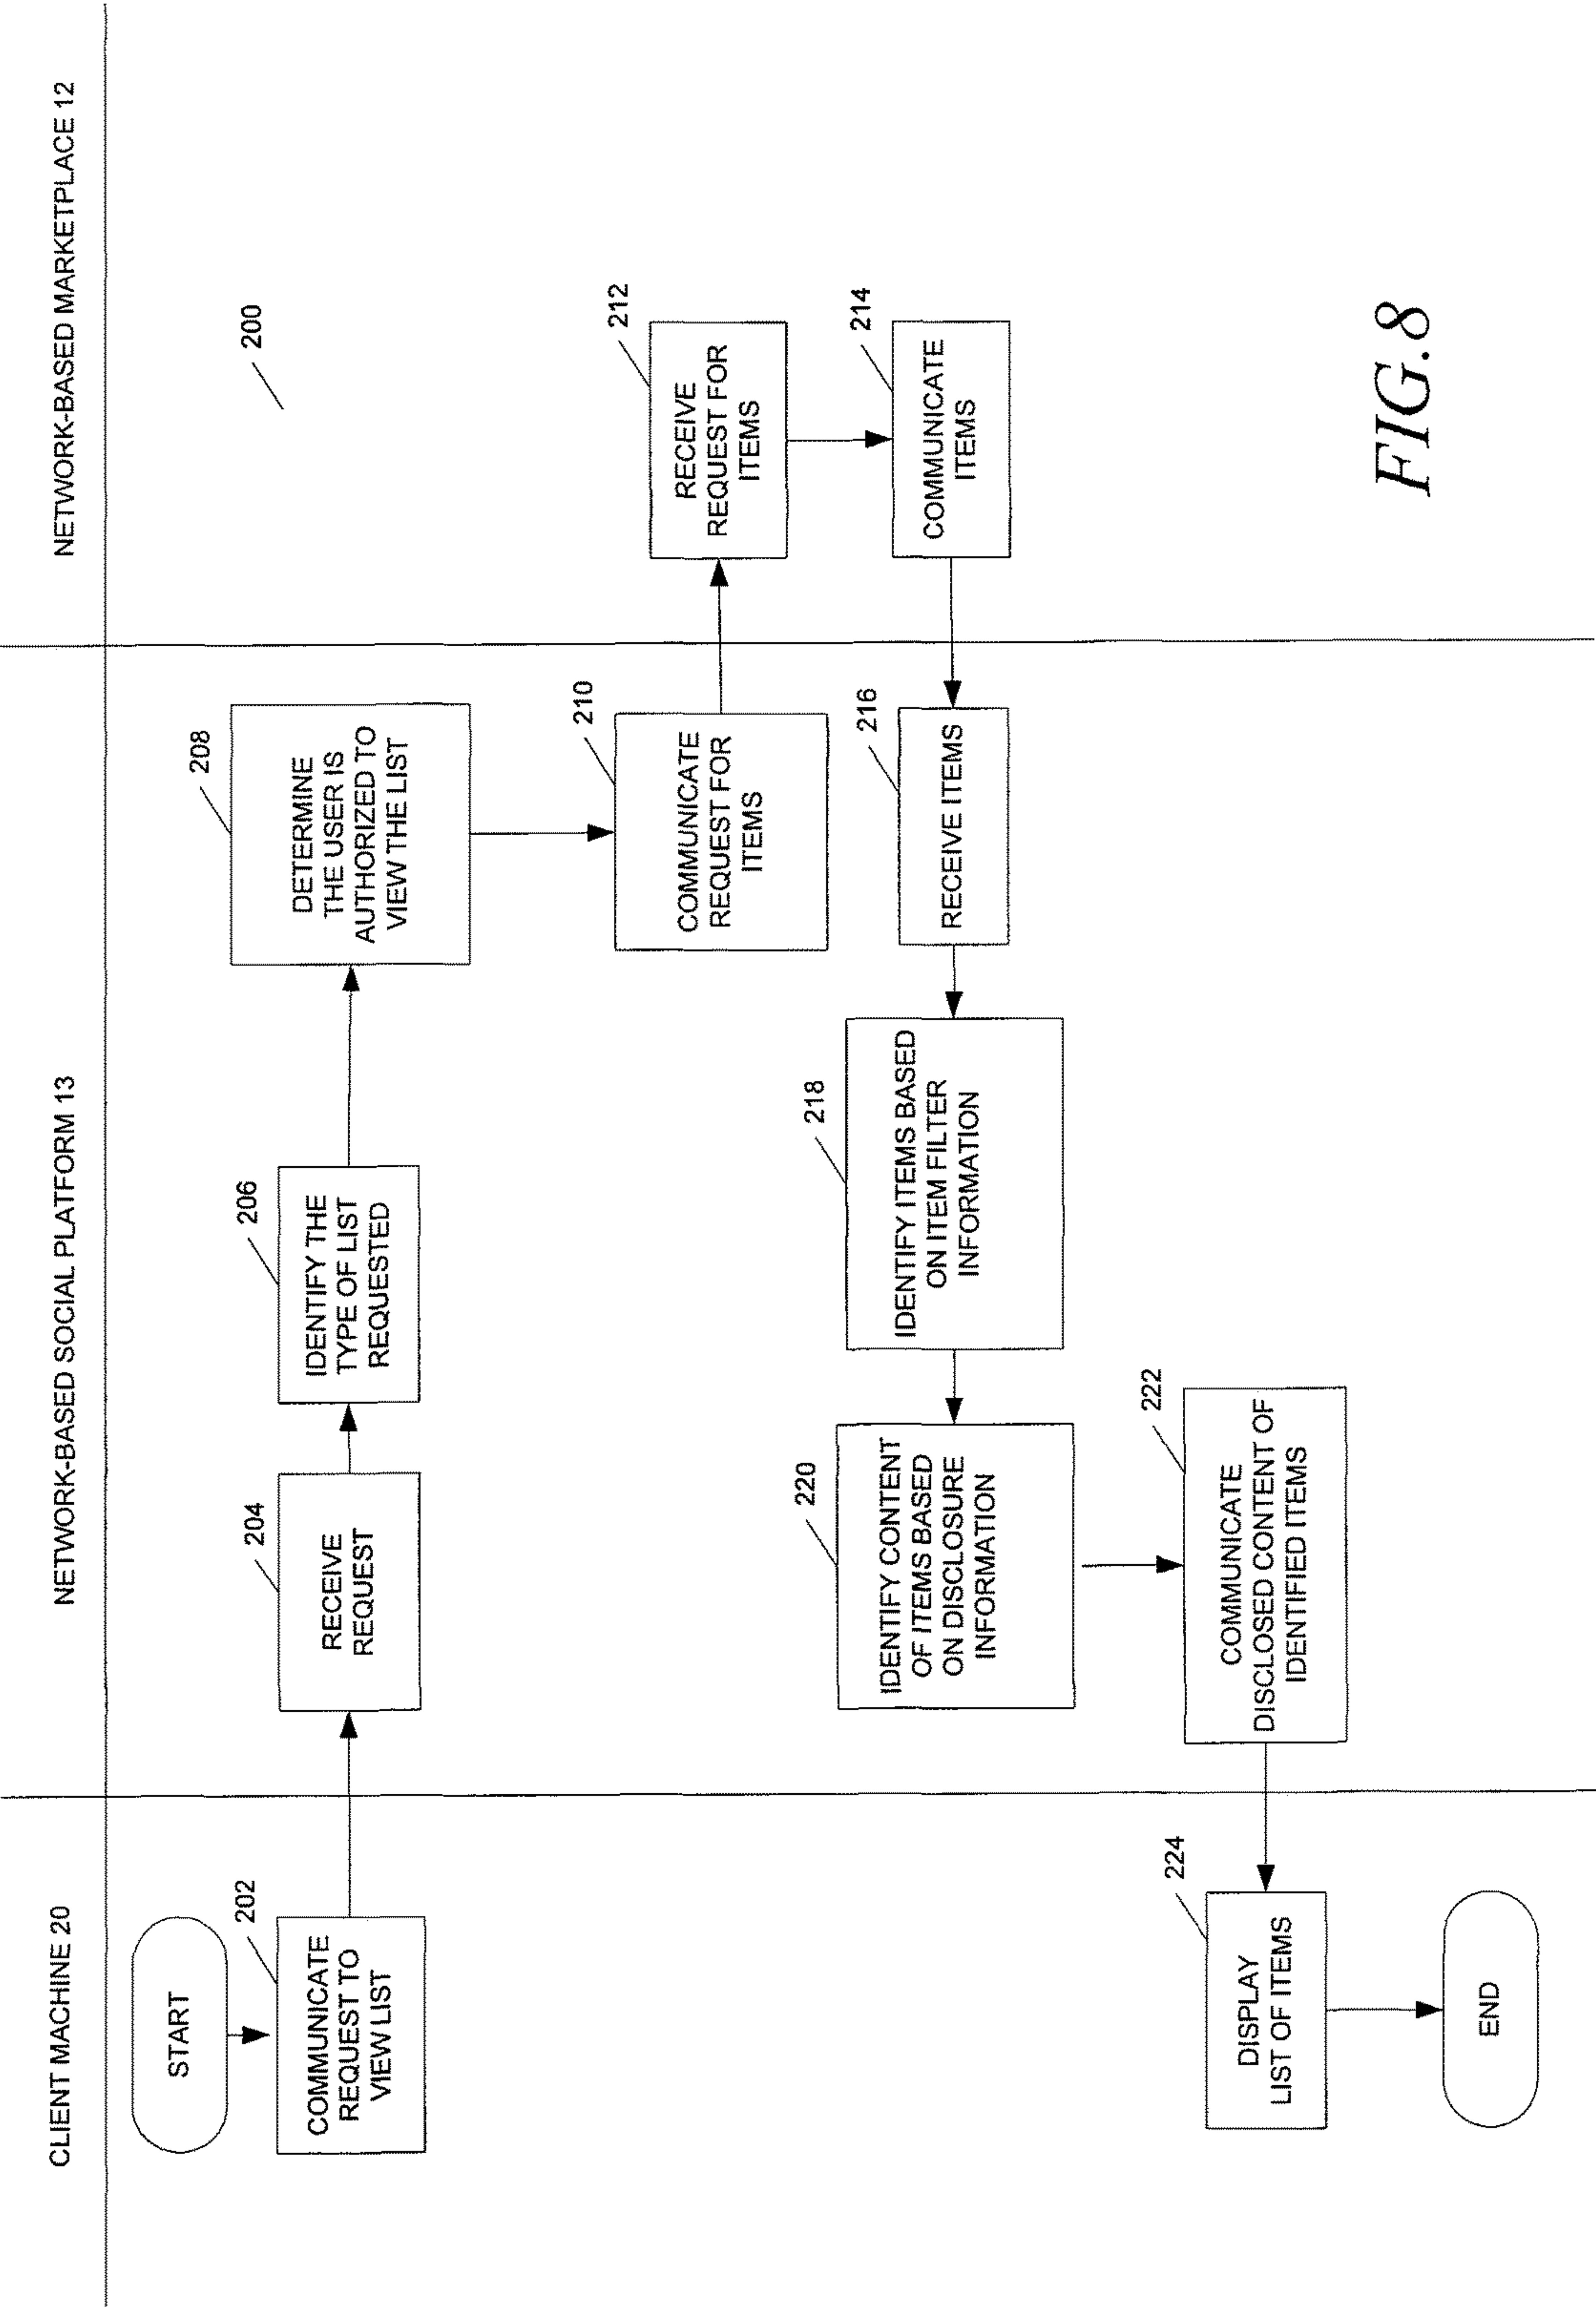 CLIENT MACHINE 20
NETWORK-BASED SOCIAL PLATFORM 13
NETWORK-BASED MARKETPLACE 12
200
START
202
COMMUNICATE
REQUEST TO
VIEW LIST
204
RECEIVE
REQUEST
206
IDENTIFY THE
TYPE OF LIST
REQUESTED
208
DETERMINE
THE USER IS
AUTHORIZED TO
VIEW THE LIST
210
COMMUNICATE
REQUEST FOR
ITEMS
212
RECEIVE
REQUEST FOR
ITEMS
214
COMMUNICATE
ITEMS
216
RECEIVE ITEMS
218
IDENTIFY ITEMS BASED
ON ITEM FILTER
INFORMATION
220
IDENTIFY CONTENT
OF ITEMS BASED
ON DISCLOSURE
INFORMATION
222
COMMUNICATE
DISCLOSED CONTENT OF
IDENTIFIED ITEMS
224
DISPLAY
LIST OF ITEMS
END
FIG.8